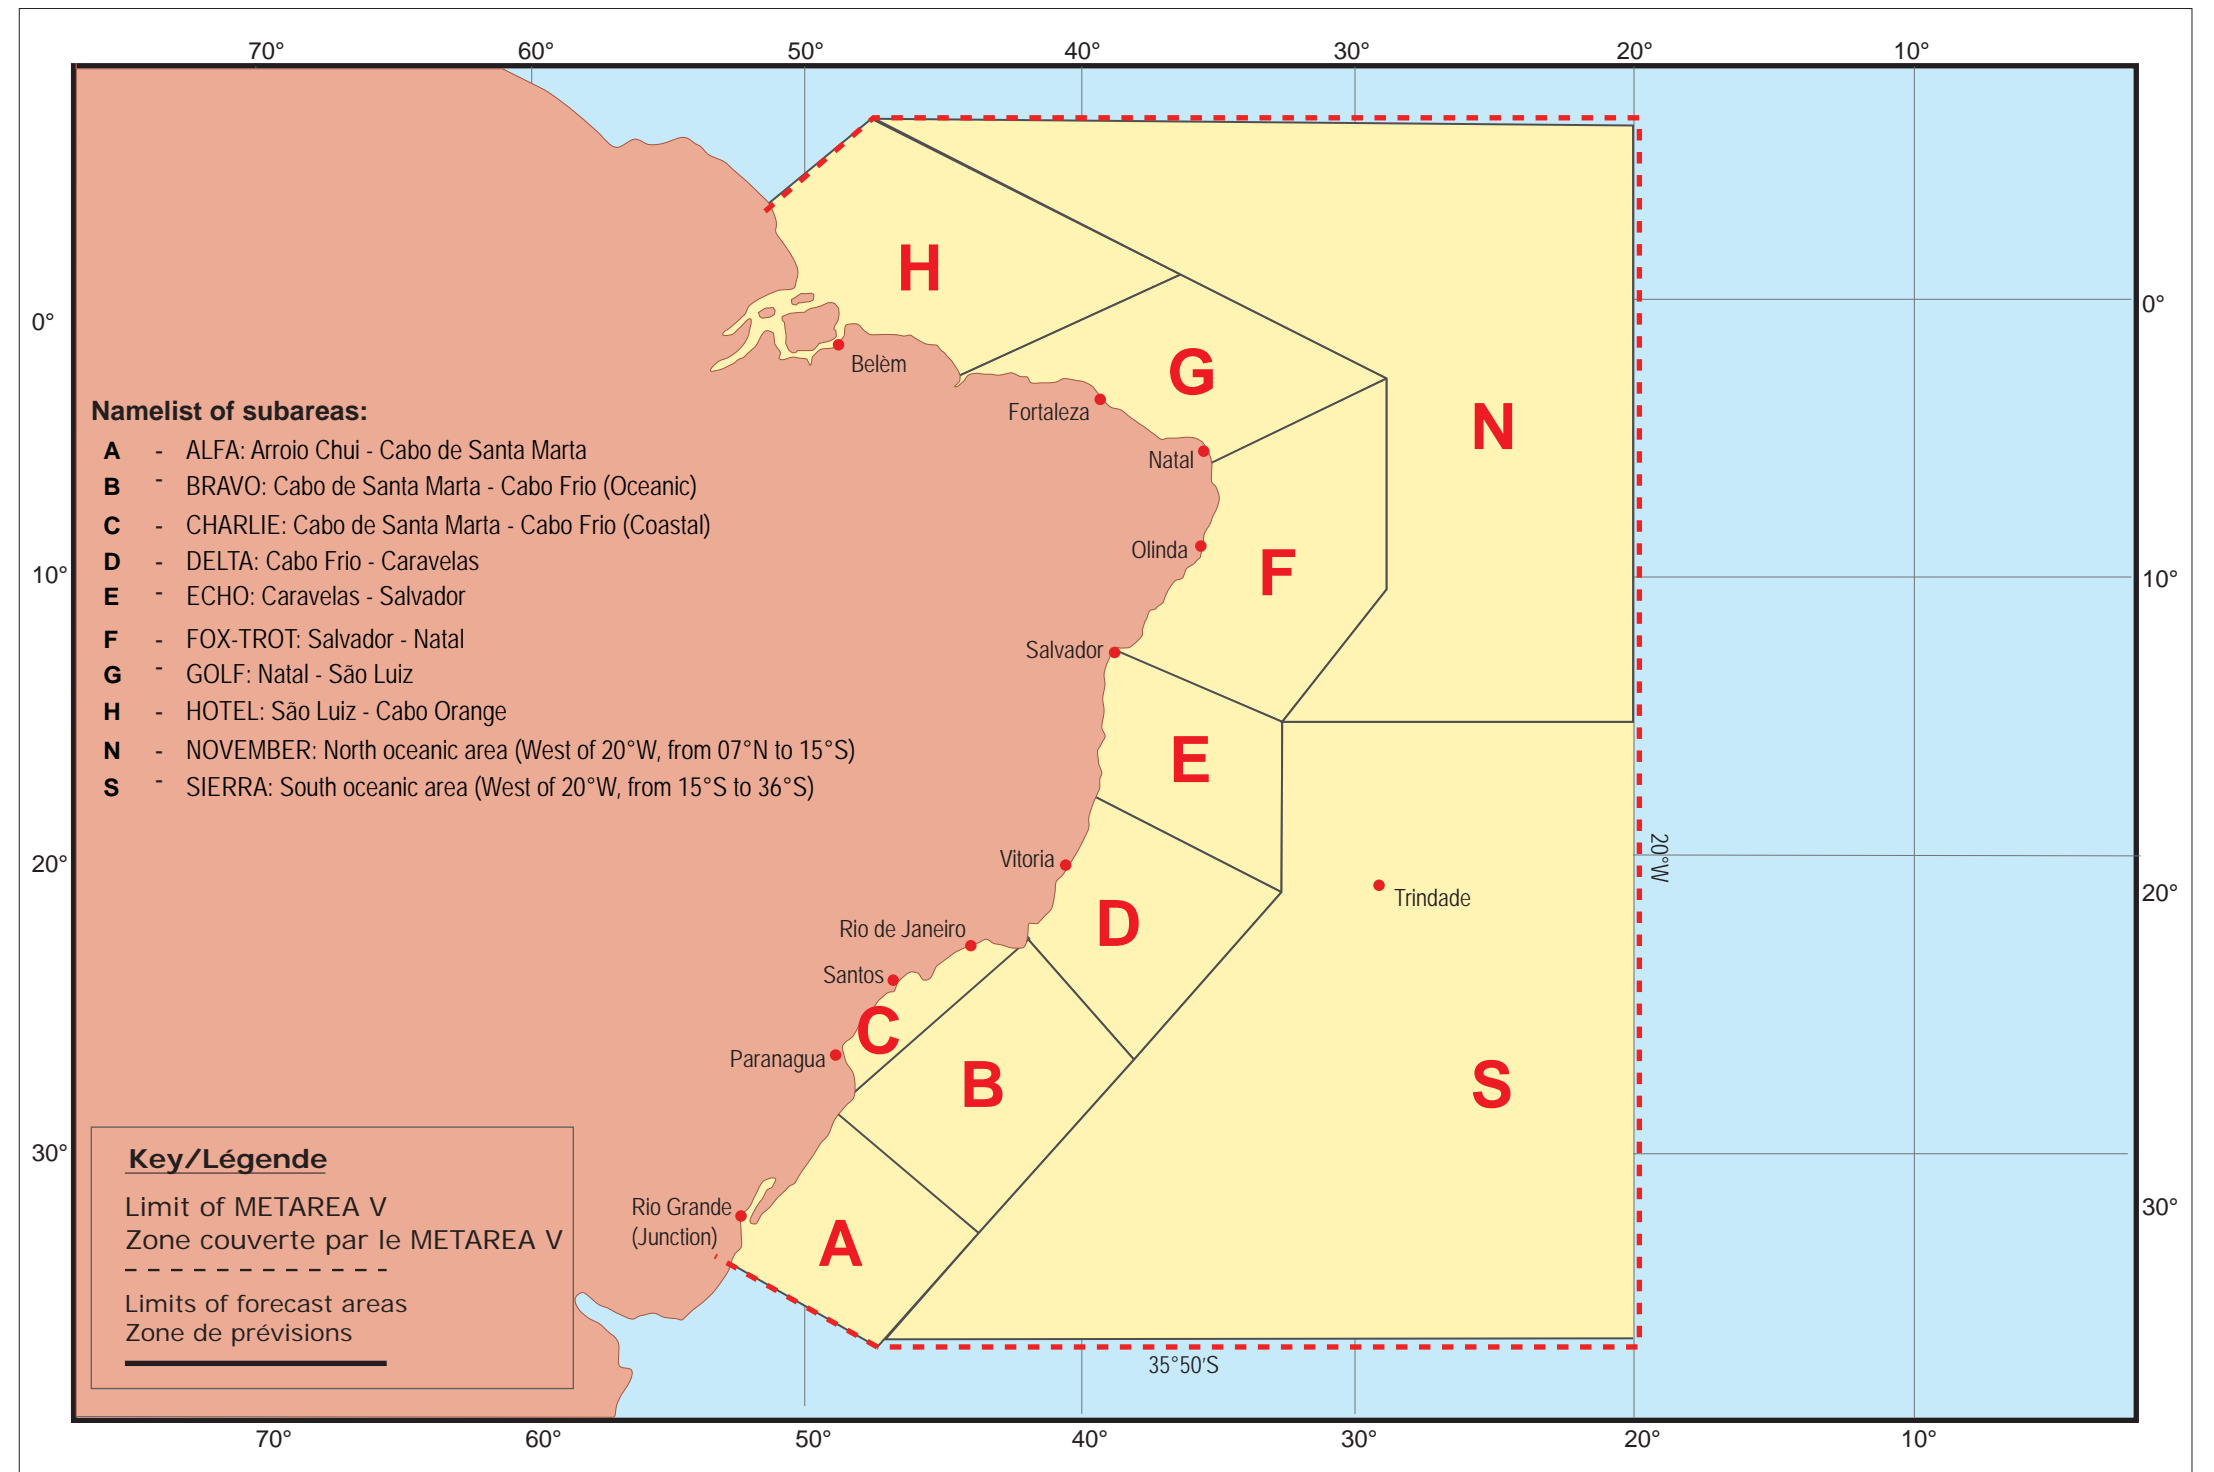 70° 60° 50° 40° 30° 20° 10°
H
0°
0°
Belèm
G
Namelist of subareas:
Fortaleza
N
A - ALFA: Arroio Chui - Cabo de Santa Marta
Natal
B - BRAVO: Cabo de Santa Marta - Cabo Frio (Oceanic)
C - CHARLIE: Cabo de Santa Marta - Cabo Frio (Coastal)
Olinda
D - DELTA: Cabo Frio - Caravelas
F
10°
10°
E - ECHO: Caravelas - Salvador
F - FOX-TROT: Salvador - Natal
Salvador
G - GOLF: Natal - São Luiz
H - HOTEL: São Luiz - Cabo Orange
N - NOVEMBER: North oceanic area (West of 20°W, from 07°N to 15°S)
E
S - SIERRA: South oceanic area (West of 20°W, from 15°S to 36°S)
20°
Vitoria
20°W
20°
Trindade
D
Rio de Janeiro
Santos
C
Paranagua
B
S
30°
Key/Légende
Limit of METAREA V
Zone couverte par le METAREA V
Rio Grande
(Junction)
30°
A
Limits of forecast areas
Zone de prévisions
35°50'S
70° 60° 50° 40° 30° 20° 10°